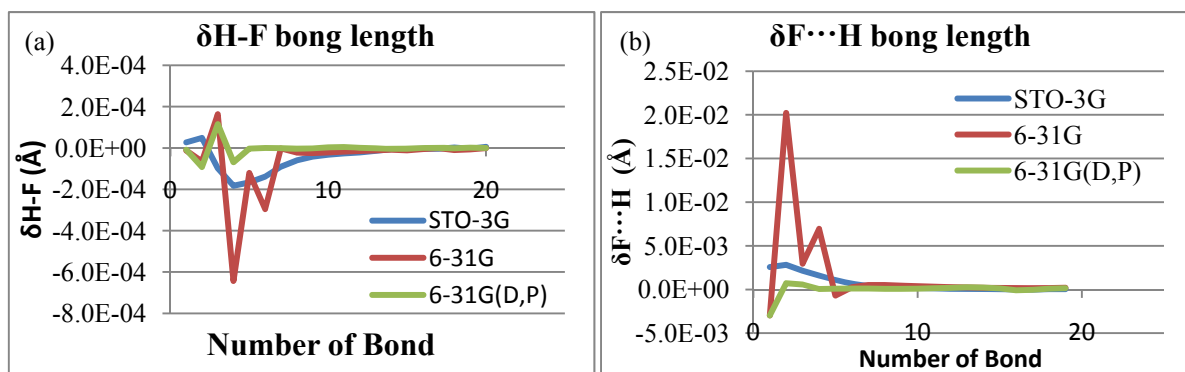 (a)
δH-F bong length
δH-F (Å)
4.0E-04
2.0E-04
0.0E+00
-2.0E-04
-4.0E-04
-6.0E-04
-8.0E-04
0
10
20
STO-3G
6-31G
6-31G(D,P)
Number of Bond
(b)
δF···H bong length
δF···H (Å)
2.5E-02
2.0E-02
1.5E-02
1.0E-02
5.0E-03
0.0E+00
-5.0E-03
STO-3G
6-31G
6-31G(D,P)
0
10
20
Number of Bond